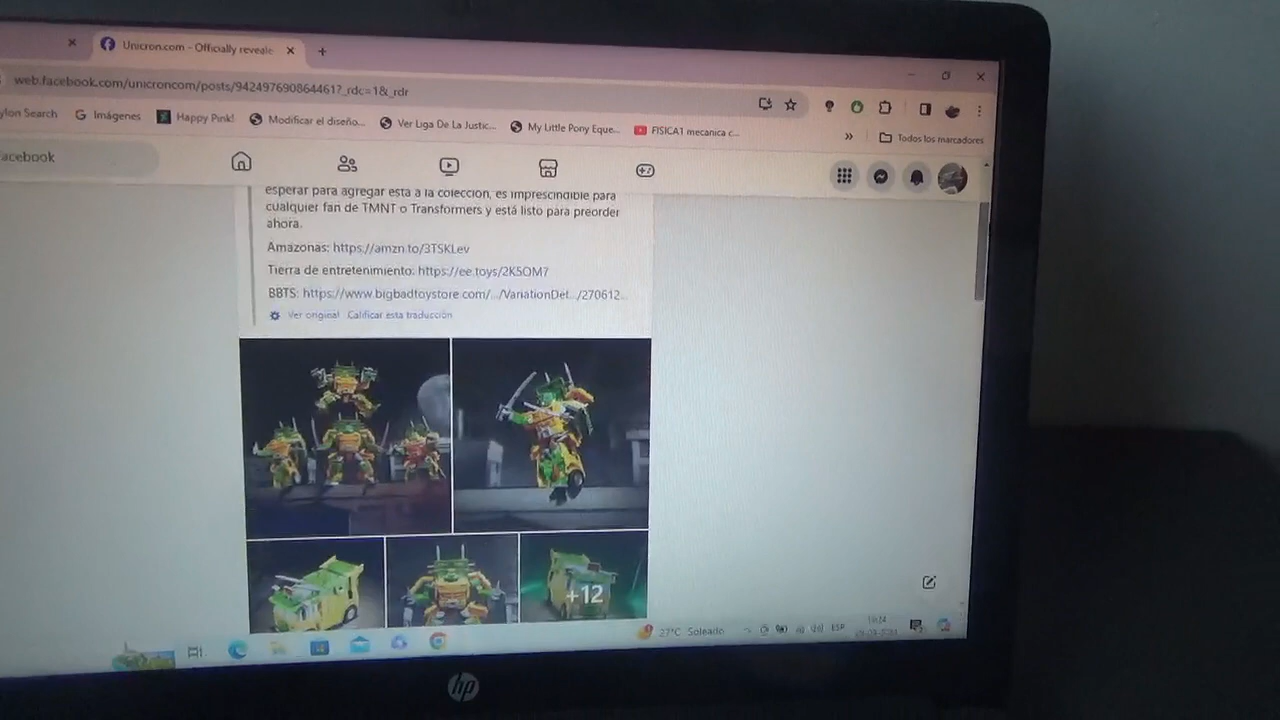 Unicron.com - Officially reveale
web.facebook.com/unicroncom/posts/942497690864461?_rdc=1&_rdr
ylon Search
Imágenes
Happy Pink!
Modificar el diseño...
Ver Liga De La Justic...
My Little Pony Eque...
FISICA1 mecanica c...
Todos los marcadores
acebook
esperar para agregar esta a la colección, es imprescindible para
cualquier fan de TMNT o Transformers y está listo para preorder
ahora.
Amazonas: https://amzn.to/3TSKLev
Tierra de entretenimiento: https://ee.toys/2K5OM7
BBTS: https://www.bigbadtoystore.com/.../VariationDet.../270612...
Ver original Calificar esta traducción
+12
27°C Soleado
ESP
hp